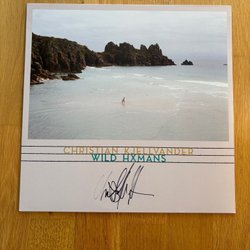 CHRISTIAN KJELLVANDER
WILD HXMANS